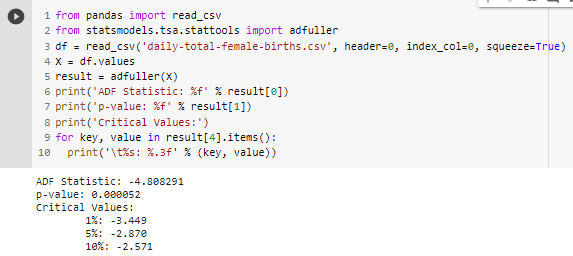 1 from pandas import read_csv
2 from statsmodels.tsa.stattools import adfuller
3 df = read_csv('daily-total-female-births.csv', header=0, index_col=0, squeeze=True)
4 X = df.values
5 result = adfuller(X)
6 print('ADF Statistic: %f' % result[0])
7 print('p-value: %f' % result[1])
8 print('Critical Values:')
9 for key, value in result[4].items():
10   print('\t%s: %.3f' % (key, value))
ADF Statistic: -4.808291
p-value: 0.000052
Critical Values:
1%: -3.449
5%: -2.870
10%: -2.571